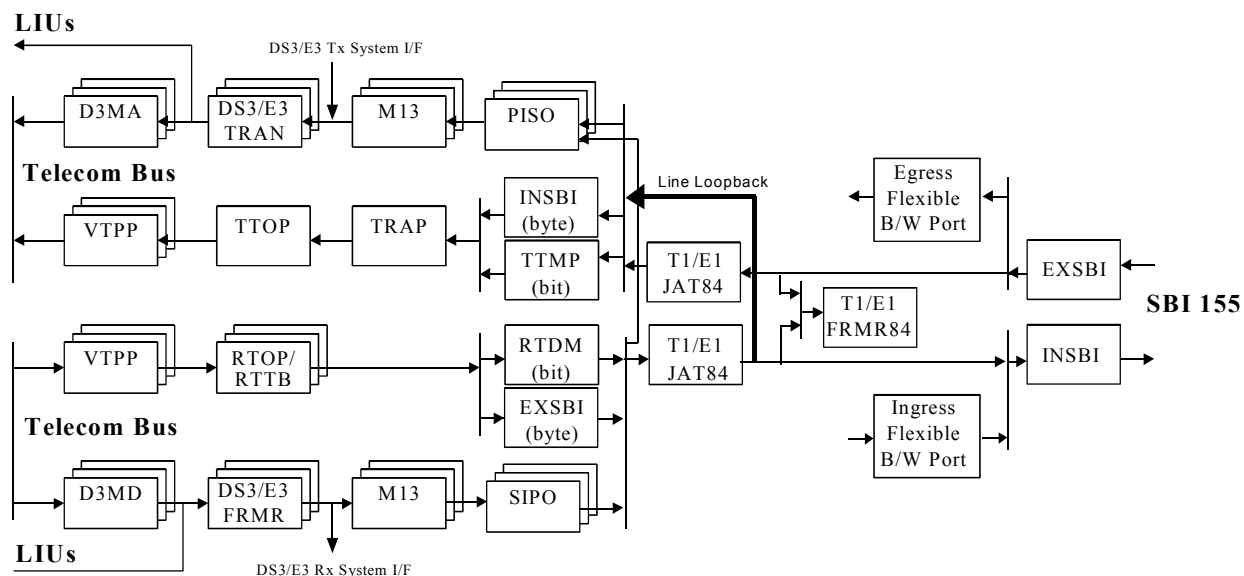 LIUs
DS3/E3 Tx System I/F
D3MA
DS3/E3
TRAN
M13
PISO
Telecom Bus
Line Loopback
Egress
Flexible
B/W Port
VTPP
TTOP
TRAP
INSBI
(byte)
TTMP
(bit)
T1/E1
JAT84
EXSBI
T1/E1
FRMR84
SBI 155
VTPP
RTOP/
RTTB
RTDM
(bit)
T1/E1
JAT84
INSBI
EXSBI
(byte)
Ingress
Flexible
B/W Port
Telecom Bus
D3MD
DS3/E3
FRMR
M13
SIPO
LIUs
DS3/E3 Rx System I/F